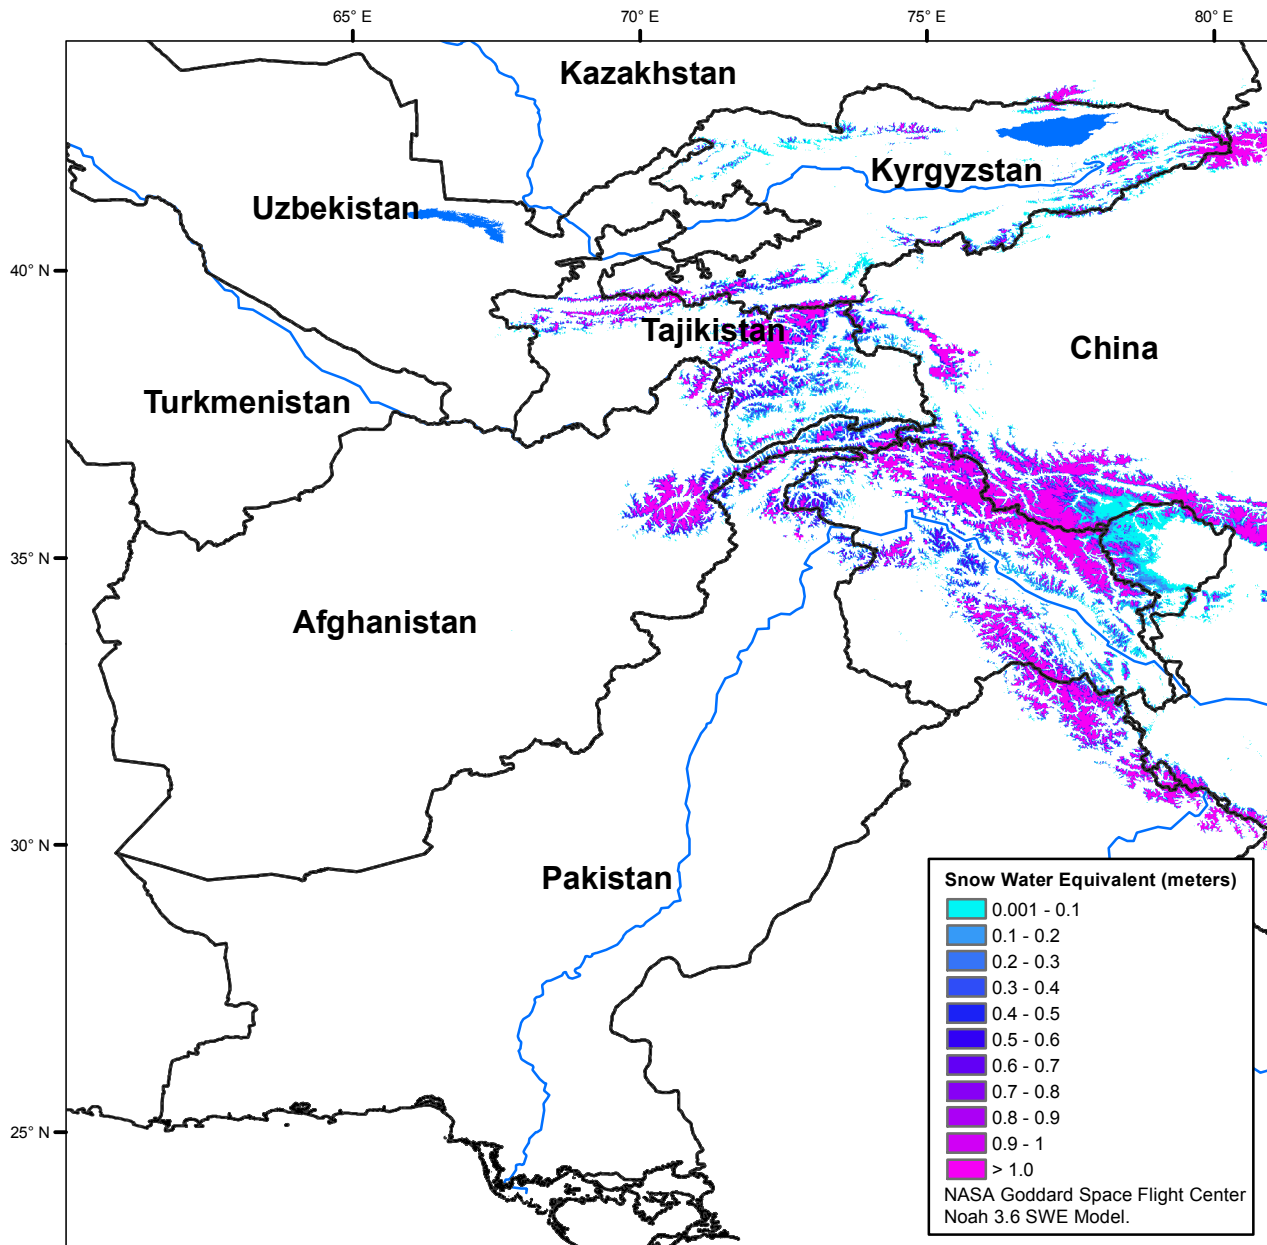 65° E
70° E
75° E
80° E
Kazakhstan
Kyrgyzstan
Uzbekistan
40° N
Tajikistan
China
Turkmenistan
35° N
Afghanistan
30° N
Pakistan
25° N
Snow Water Equivalent (meters)
0.001 - 0.1
0.1 - 0.2
0.2 - 0.3
0.3 - 0.4
0.4 - 0.5
0.5 - 0.6
0.6 - 0.7
0.7 - 0.8
0.8 - 0.9
0.9 - 1
> 1.0
NASA Goddard Space Flight Center
Noah 3.6 SWE Model.